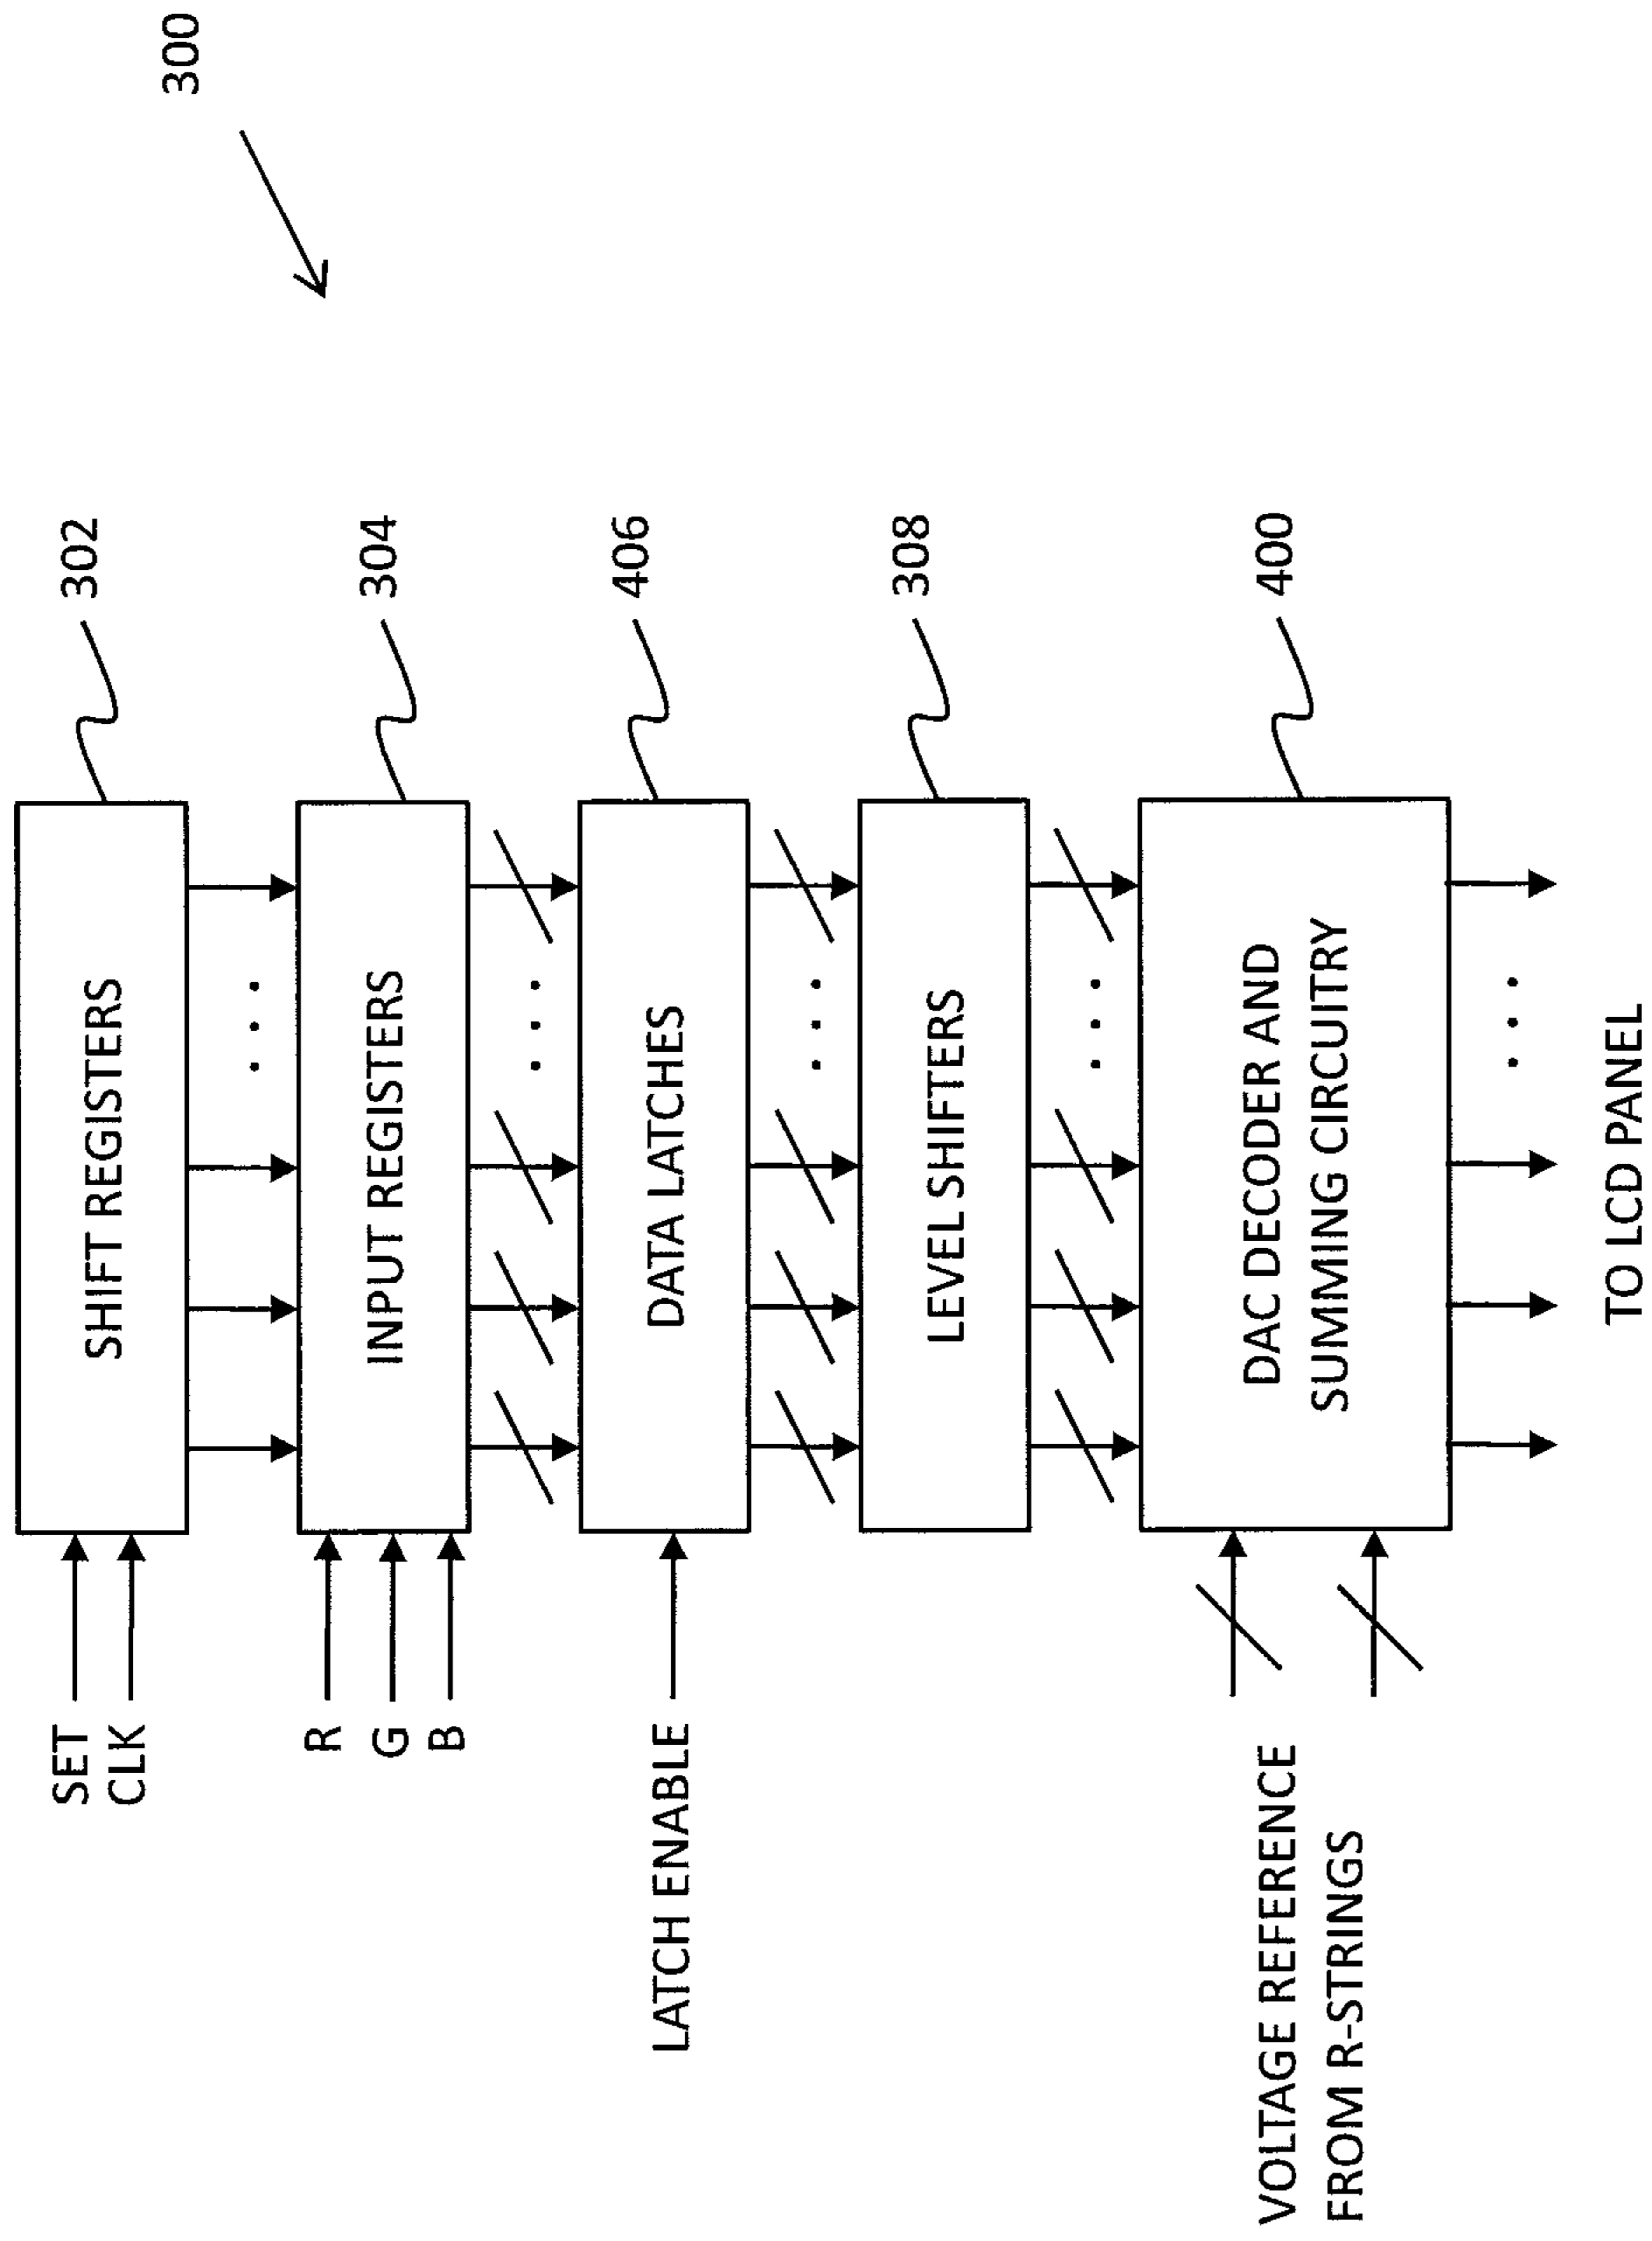 300
SET
CLK
SHIFT REGISTERS
302
R
G
B
INPUT REGISTERS
304
LATCH ENABLE
DATA LATCHES
406
LEVEL SHIFTERS
308
VOLTAGE REFERENCE
FROM R-STRINGS
DAC DECODER AND
SUMMING CIRCUITRY
400
TO LCD PANEL